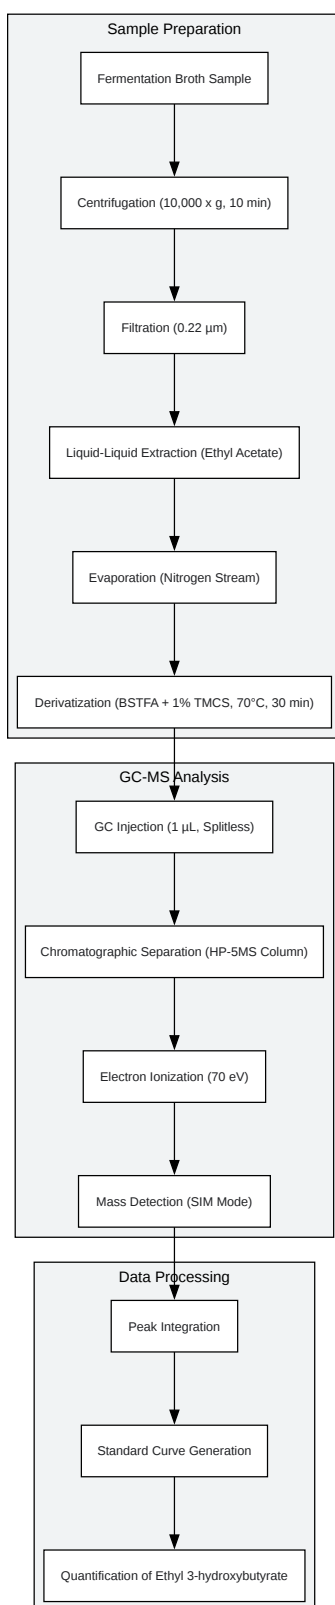 Sample Preparation
Fermentation Broth Sample
Centrifugation (10,000 x g, 10 min)
Filtration (0.22 µm)
Liquid-Liquid Extraction (Ethyl Acetate)
Evaporation (Nitrogen Stream)
Derivatization (BSTFA + 1% TMCS, 70°C, 30 min)
GC-MS Analysis
GC Injection (1 µL, Splitless)
Chromatographic Separation (HP-5MS Column)
Electron Ionization (70 eV)
Mass Detection (SIM Mode)
Data Processing
Peak Integration
Standard Curve Generation
Quantification of Ethyl 3-hydroxybutyrate